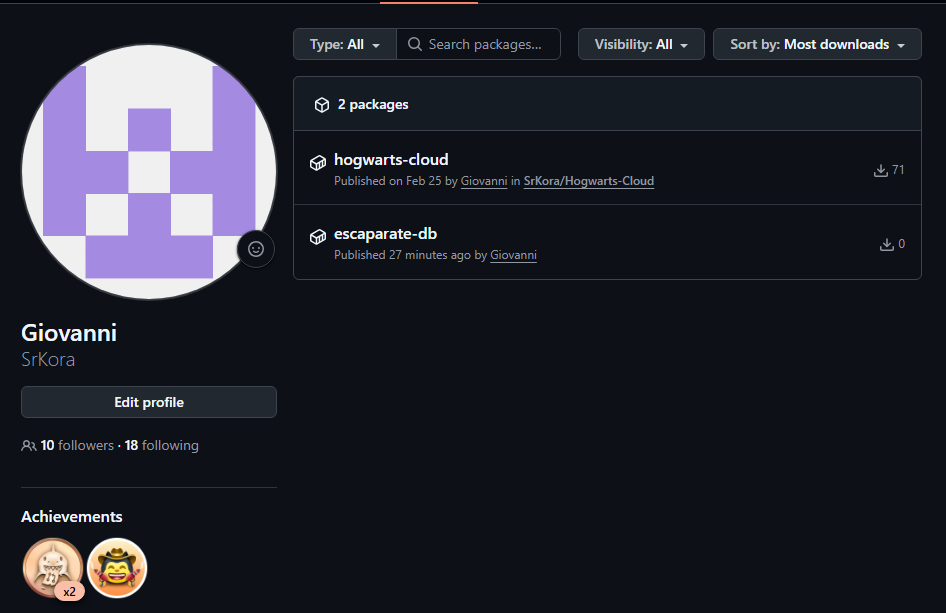 Type: All
Search packages...
Visibility: All
Sort by: Most downloads
2 packages
hogwarts-cloud
Published on Feb 25 by Giovanni in SrKora/Hogwarts-Cloud
71
escaparate-db
Published 27 minutes ago by Giovanni
0
Giovanni
SrKora
Edit profile
10 followers · 18 following
Achievements
x2